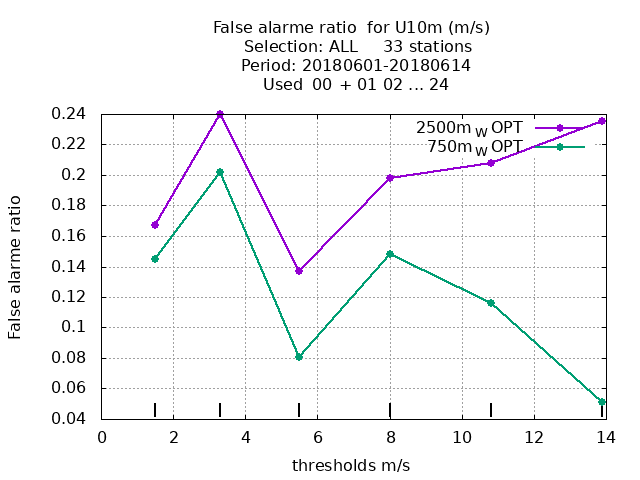 False alarme ratio  for U10m (m/s)
Selection: ALL     33 stations
Period: 20180601-20180614
Used  00  + 01 02 ... 24
2500m_W OPT
750m_W OPT
False alarme ratio
0.24
0.22
0.2
0.18
0.16
0.14
0.12
0.1
0.08
0.06
0.04
0 2 4 6 8 10 12 14
thresholds m/s